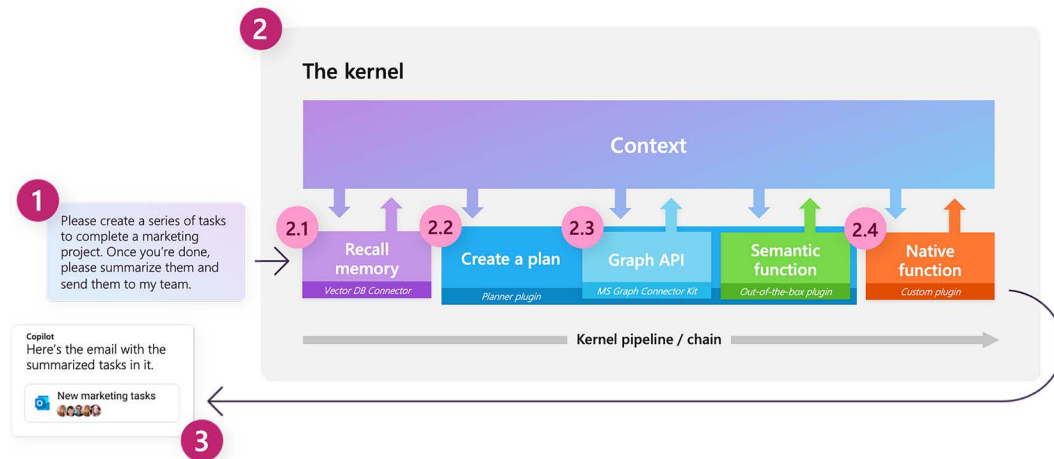 2
The kernel
Context
1
Please create a series of tasks
to complete a marketing
project. Once you're done,
please summarize them and
send them to my team.
2.1
Recall
memory
Vector DB Connector
2.2
Create a plan
Planner plugin
2.3
Graph API
MS Graph Connector Kit
Semantic
function
Out-of-the-box plugin
2.4
Native
function
Custom plugin
Kernel pipeline / chain
Copilot
Here's the email with the
summarized tasks in it.
New marketing tasks
3